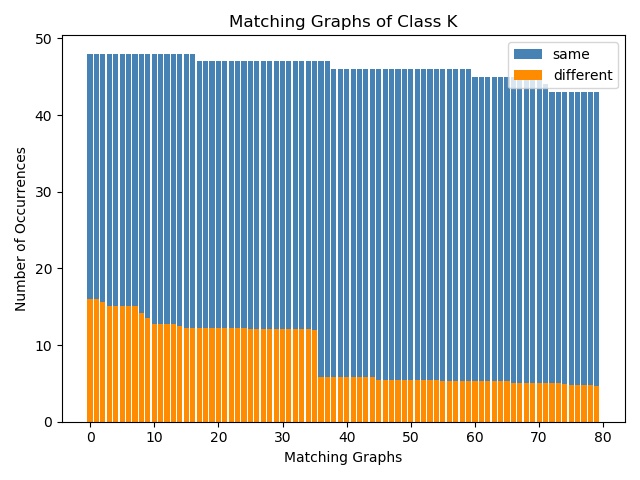 Matching Graphs of Class K
same
different
Number of Occurrences
50
40
30
20
10
0
0 10 20 30 40 50 60 70 80
Matching Graphs